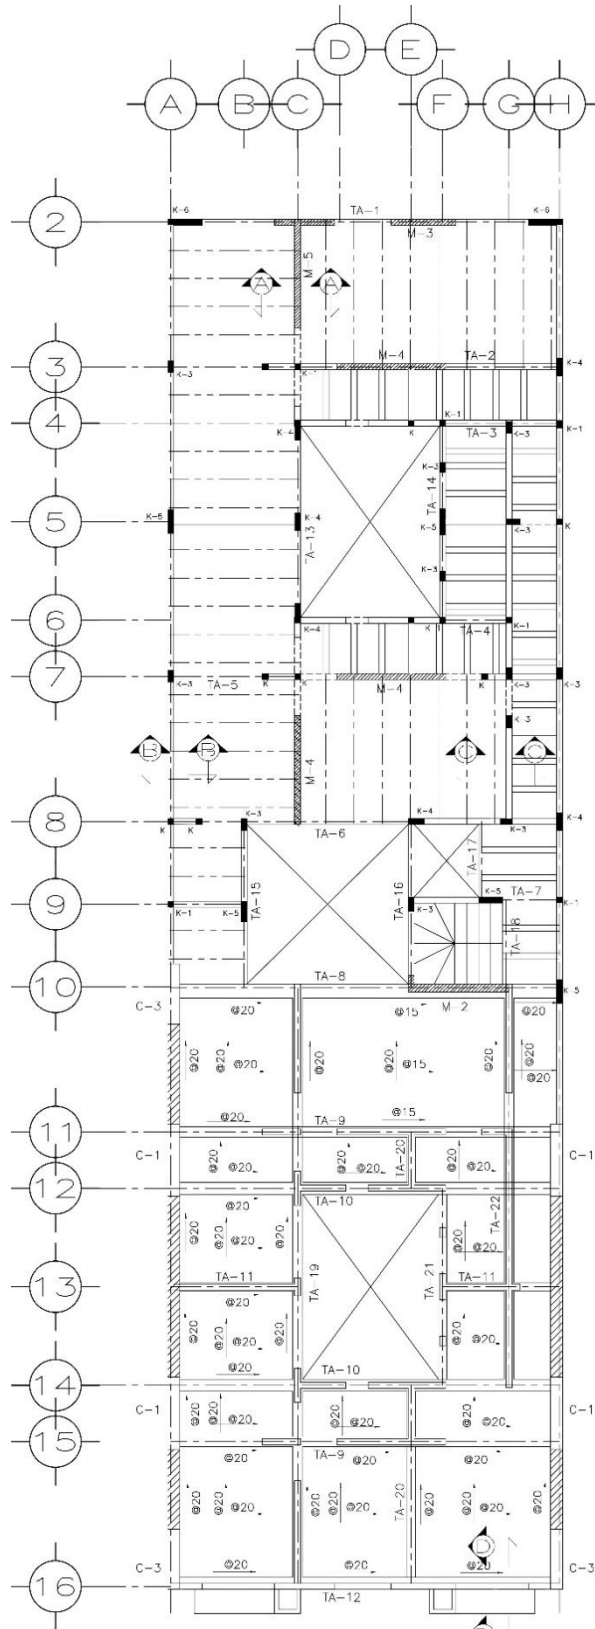 D E
A B C F G H
K-6 TA-1 K-6
2
M-3
M-5
A A
M-4 TA-2 K-4
3
K-3
K-1
4
K-4 K TA-3 K-3 K-1
K-3
TA-14
K-5 K-4 K-5 K-3 K
5
TA-13
K-3
6
K-4 K K-1 TA-4 K-1
7
K-3 TA-5 K K M-4 K K-3
K-3
B B C C
M-4
K-3 K-4 K-4
8
K K TA-6 K-3
TA-17
TA-15 TA-16
K-5 TA-7
9
K-1 K-5 K-3 K-1
TA-18
TA-8
10
K-5
C-3 @20 @15 M-2 @20
@20 @20 @20 @20 @15 @20 @20
@20
@20 @15
11
TA-9
TA-20
C-1 @20 @20 @20 @20 @20 @20 C-1
12
@20 TA-10
TA-22
@20 @20 @20 @20 @20 @20
TA-19 TA-21
13
TA-11 TA-11
@20
@20 @20 @20 @20 @20 @20
@20
14
TA-10
C-1 @20 @20 @20 @20 @20 @20 @20 C-1
15
TA-9
@20 @20 @20
TA-20
@20 @20 @20 @20 @20 @20 @20 @20 @20 @20 @20
D
C-3 @20 @20 @20 C-3
16
TA-12